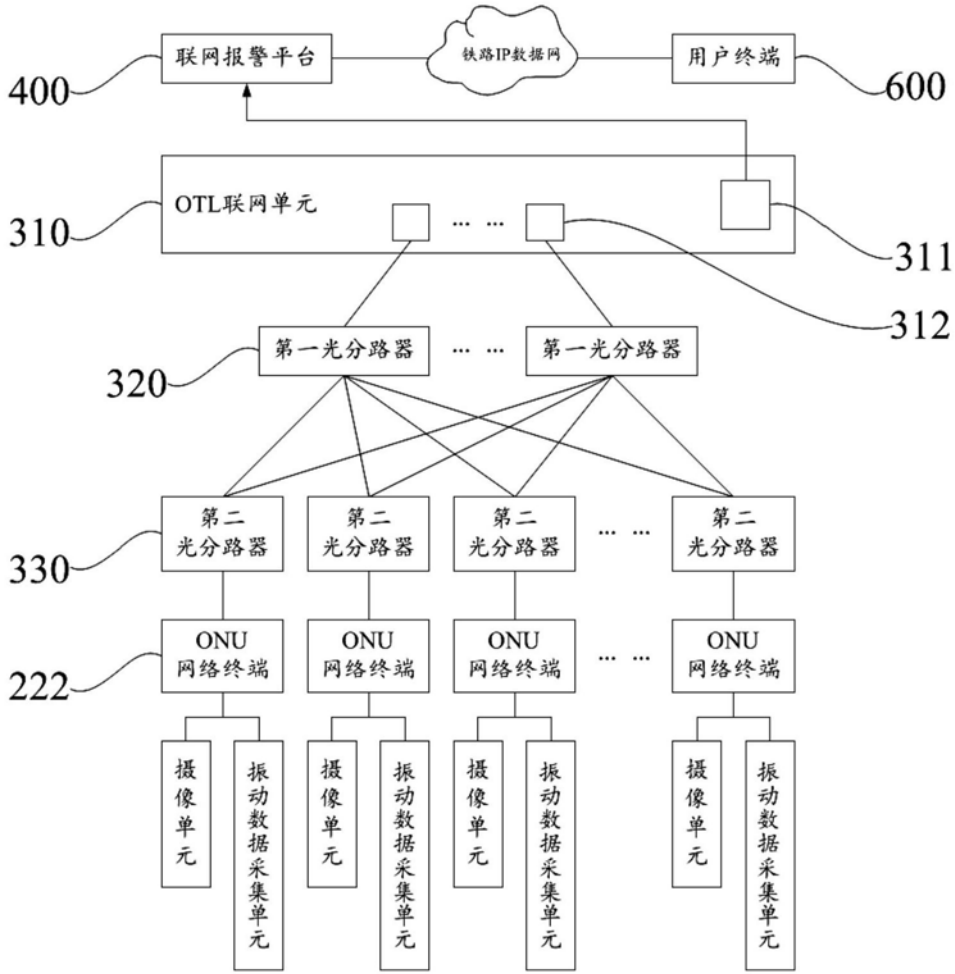 联网报警平台
铁路IP数据网
用户终端
400
600
OTL联网单元
... ...
310
311
312
第一光分路器
... ...
第一光分路器
320
第二
光分路器
第二
光分路器
第二
光分路器
... ...
第二
光分路器
330
ONU
网络终端
ONU
网络终端
ONU
网络终端
... ...
ONU
网络终端
222
摄像单元
振动数据采集单元
摄像单元
振动数据采集单元
摄像单元
振动数据采集单元
摄像单元
振动数据采集单元